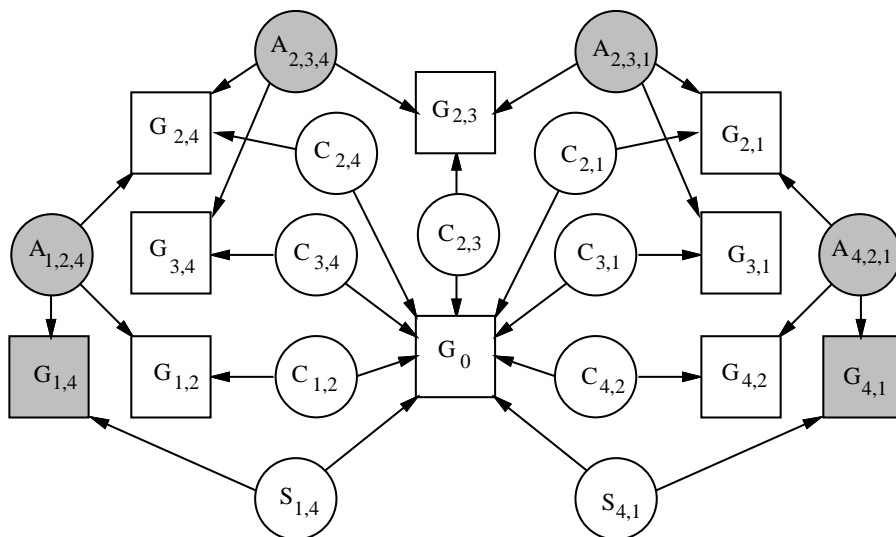 A2,3,4
A2,3,1
G2,4
G2,3
G2,1
C2,4
C2,1
A1,2,4
G3,4
C3,4
C2,3
C3,1
G3,1
A4,2,1
G1,4
G1,2
C1,2
G0
C4,2
G4,2
G4,1
S1,4
S4,1